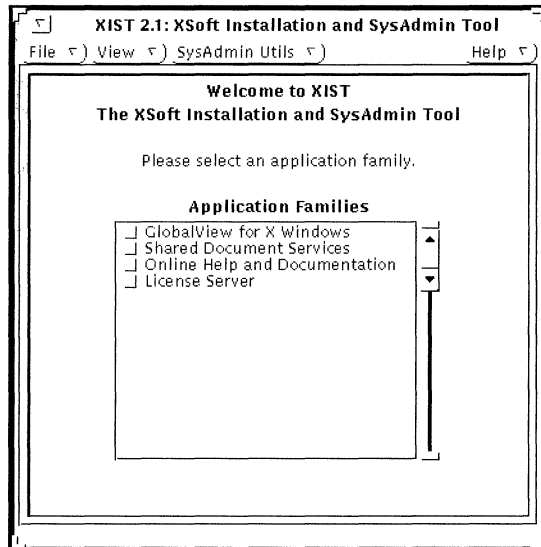 XIST 2.1: XSoft Installation and SysAdmin Tool
File View SysAdmin Utils Help
Welcome to XIST
The XSoft Installation and SysAdmin Tool
Please select an application family.
Application Families
GlobalView for X Windows
Shared Document Services
Online Help and Documentation
License Server